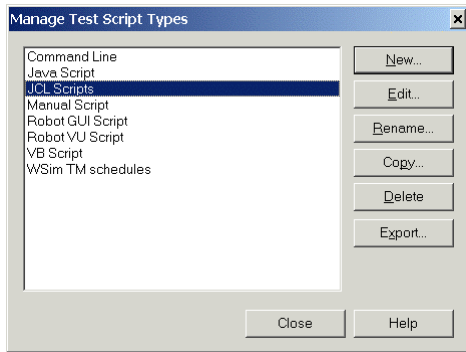 Manage Test Script Types
Command Line
Java Script
JCL Scripts
Manual Script
Robot GUI Script
Robot VU Script
VB Script
WSim TM schedules
New...
Edit...
Rename...
Copy...
Delete
Export...
Close
Help